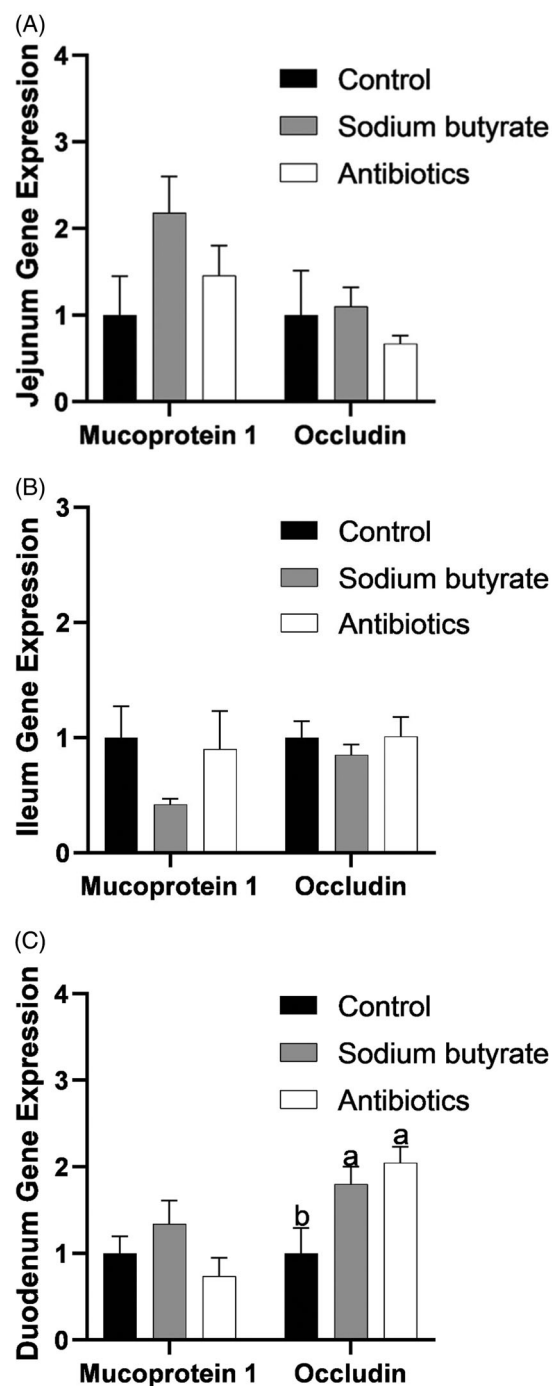 (A)
Jejunum Gene Expression
4
3
2
1
0
Control
Sodium butyrate
Antibiotics
Mucoprotein 1 Occludin
(B)
Ileum Gene Expression
3
2
1
0
Control
Sodium butyrate
Antibiotics
Mucoprotein 1 Occludin
(C)
Duodenum Gene Expression
4
3
2
1
0
Control
Sodium butyrate
Antibiotics
b a a
Mucoprotein 1 Occludin